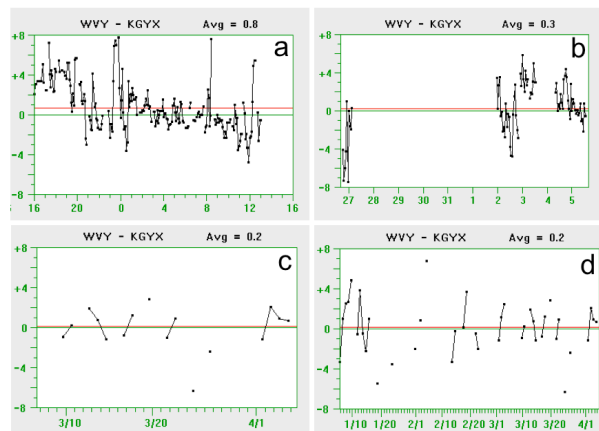 WVY - KGYX Avg = 0.8
a
+8
+4
0
-4
-8
16 20 0 4 8 12 16
WVY - KGYX Avg = 0.3
b
+8
+4
0
-4
-8
27 28 29 30 31 1 2 3 4 5
WVY - KGYX Avg = 0.2
c
+8
+4
0
-4
-8
3/10 3/20 4/1
WVY - KGYX Avg = 0.2
d
+8
+4
0
-4
-8
1/10 1/20 2/1 2/10 2/20 3/1 3/10 3/20 4/1